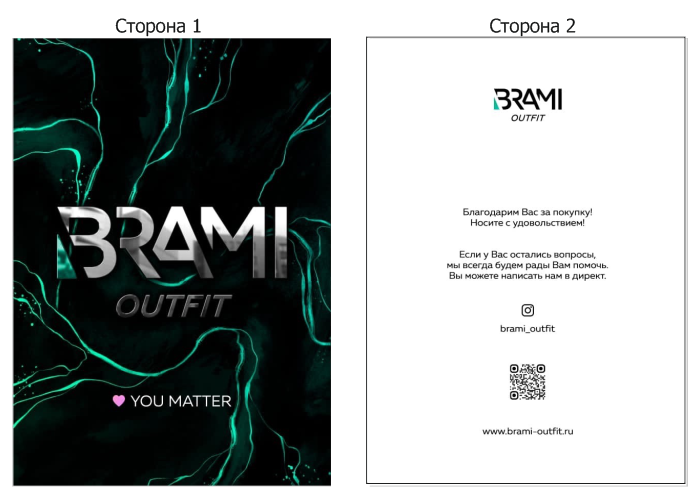 Сторона 1
BRAMI
OUTFIT
YOU MATTER
Сторона 2
BRAMI
OUTFIT
Благодарим Вас за покупку!
Носите с удовольствием!
Если у Вас остались вопросы,
мы всегда будем рады Вам помочь.
Вы можете написать нам в директ.
brami_outfit
www.brami-outfit.ru